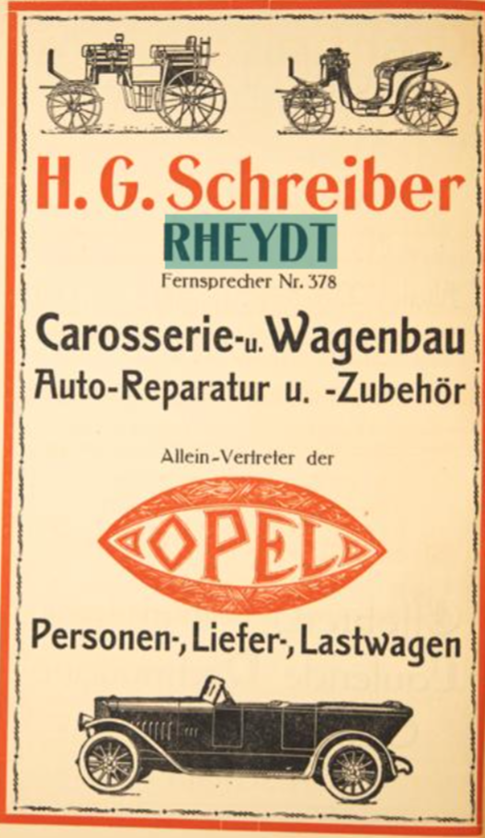 H. G. Schreiber
RHEYDT
Fernsprecher Nr. 378
Carosserie-u. Wagenbau
Auto-Reparatur u. -Zubehör
Allein-Vertreter der
OPEL
Personen-, Liefer-, Lastwagen